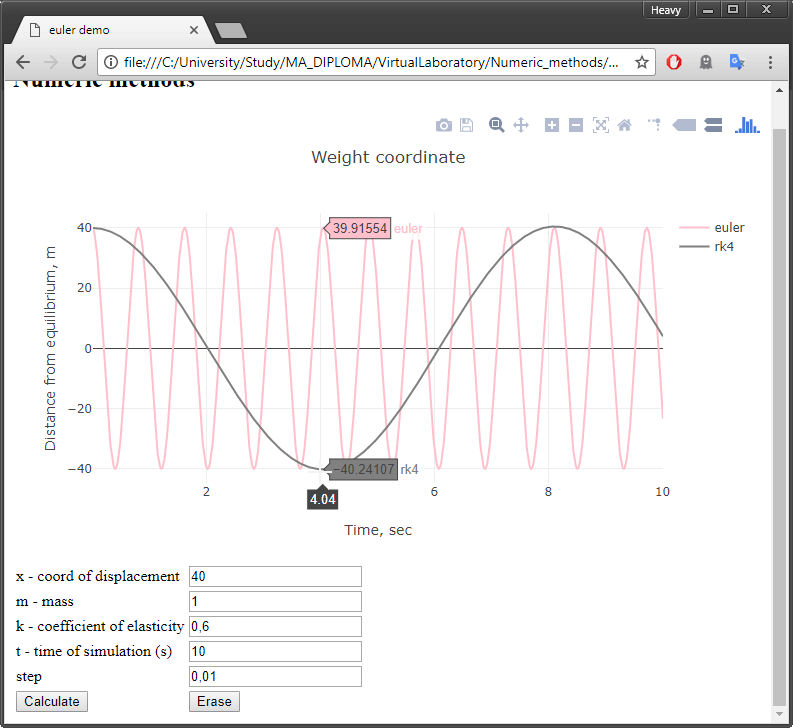 Heavy
euler demo
file:///C:/University/Study/MA_DIPLOMA/VirtualLaboratory/Numeric_methods/...
Numeric methods
Weight coordinate
40
20
0
−20
−40
Distance from equilibrium, m
39.91554 euler
−40.24107 rk4
euler
rk4
2
4.04
6
8
10
Time, sec
x - coord of displacement 40
m - mass 1
k - coefficient of elasticity 0,6
t - time of simulation (s) 10
step 0,01
Calculate Erase